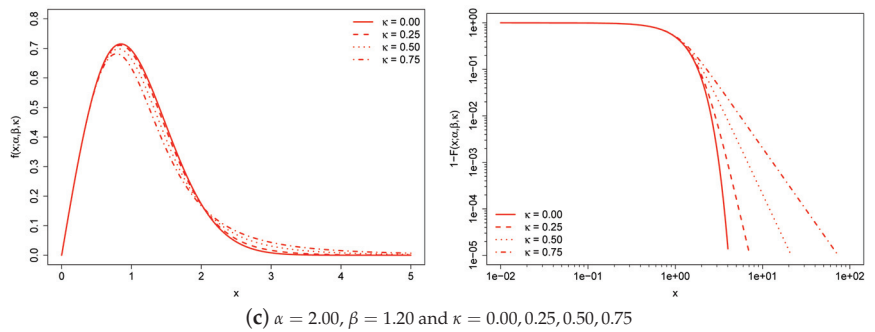 κ = 0.00
κ = 0.25
κ = 0.50
κ = 0.75
f(x;α,β,κ)
0.7
0.6
0.5
0.4
0.3
0.2
0.1
0.0
0 1 2 3 4 5
x
1−F(x;α,β,κ)
1e+00
1e−01
1e−02
1e−03
1e−04
1e−05
κ = 0.00
κ = 0.25
κ = 0.50
κ = 0.75
1e−02 1e−01 1e+00 1e+01 1e+02
x
(c) α = 2.00, β = 1.20 and κ = 0.00, 0.25, 0.50, 0.75